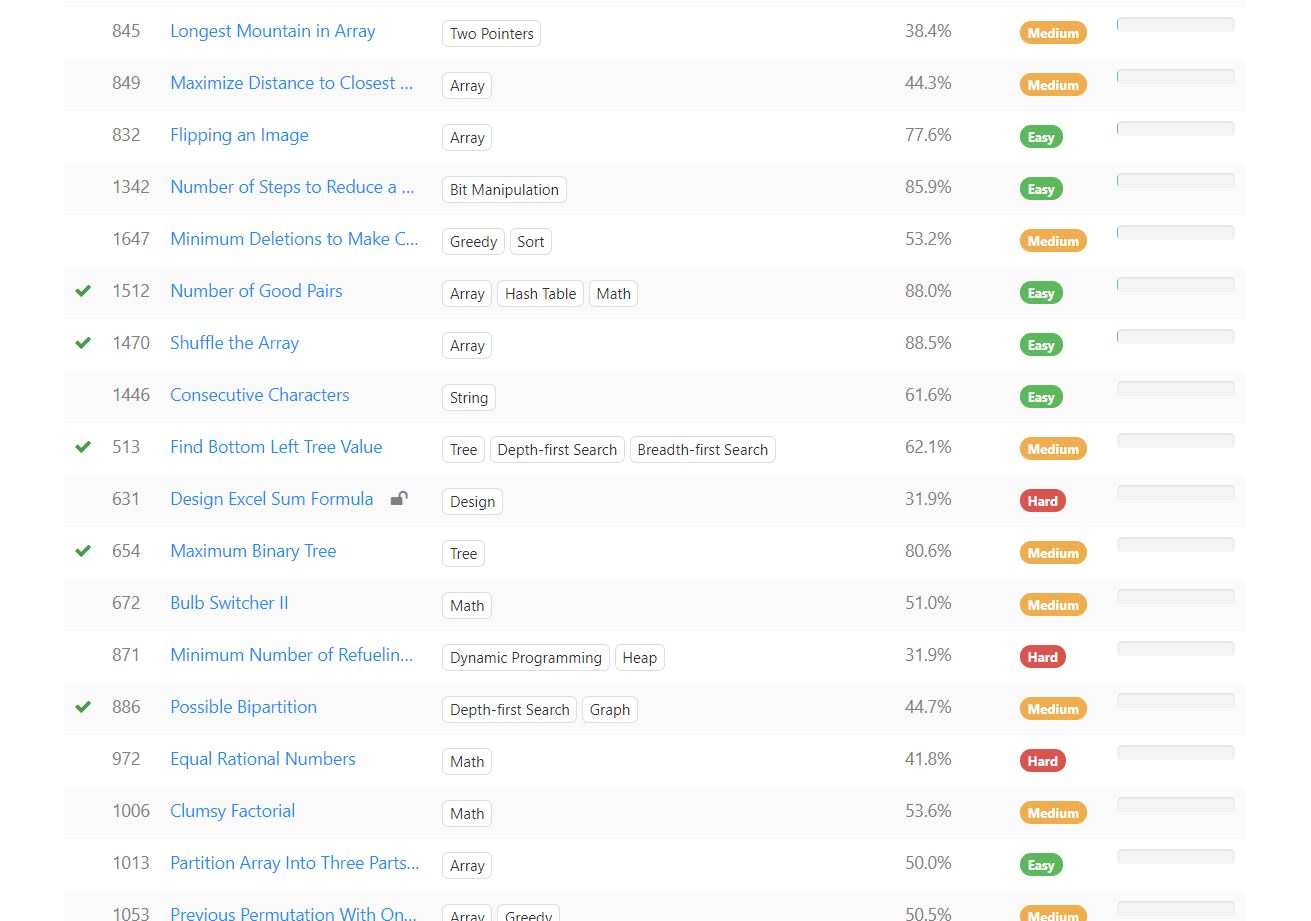 845 Longest Mountain in Array Two Pointers 38.4% Medium
849 Maximize Distance to Closest ... Array 44.3% Medium
832 Flipping an Image Array 77.6% Easy
1342 Number of Steps to Reduce a ... Bit Manipulation 85.9% Easy
1647 Minimum Deletions to Make C... Greedy Sort 53.2% Medium
1512 Number of Good Pairs Array Hash Table Math 88.0% Easy
1470 Shuffle the Array Array 88.5% Easy
1446 Consecutive Characters String 61.6% Easy
513 Find Bottom Left Tree Value Tree Depth-first Search Breadth-first Search 62.1% Medium
631 Design Excel Sum Formula Design 31.9% Hard
654 Maximum Binary Tree Tree 80.6% Medium
672 Bulb Switcher II Math 51.0% Medium
871 Minimum Number of Refuelin... Dynamic Programming Heap 31.9% Hard
886 Possible Bipartition Depth-first Search Graph 44.7% Medium
972 Equal Rational Numbers Math 41.8% Hard
1006 Clumsy Factorial Math 53.6% Medium
1013 Partition Array Into Three Parts... Array 50.0% Easy
1053 Previous Permutation With On... Array Greedy 50.5% Medium